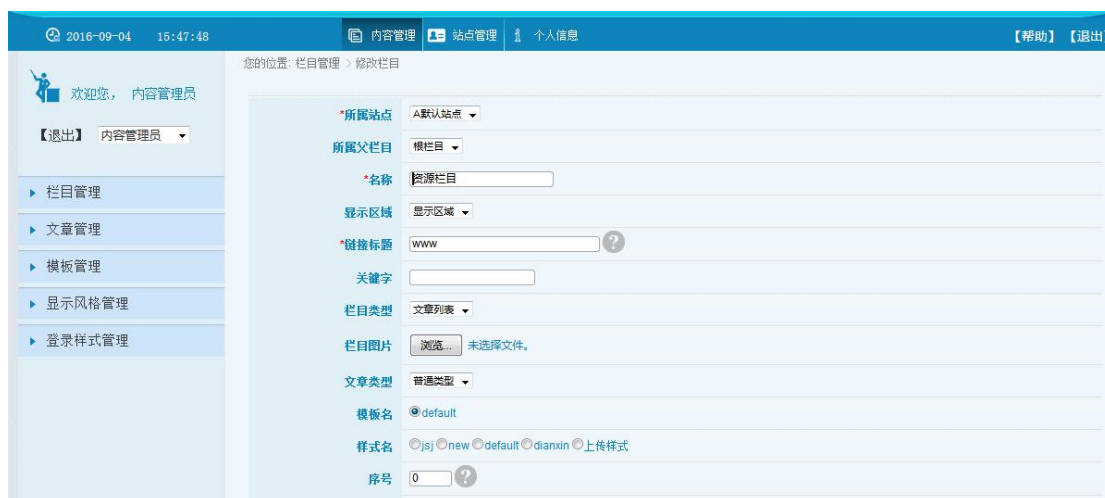 2016-09-04 15:47:48 内容管理 站点管理 个人信息 【帮助】 【退出
您的位置: 栏目管理 > 修改栏目
欢迎您， 内容管理员
【退出】 内容管理员
栏目管理
文章管理
模板管理
显示风格管理
登录样式管理
*所属站点 A默认站点
所属父栏目 根栏目
*名称 资源栏目
显示区域 显示区域
*链接标题 www ?
关键字
栏目类型 文章列表
栏目图片 浏览... 未选择文件。
文章类型 普通类型
模板名 default
样式名 jsj new default dianxin 上传样式
序号 0 ?